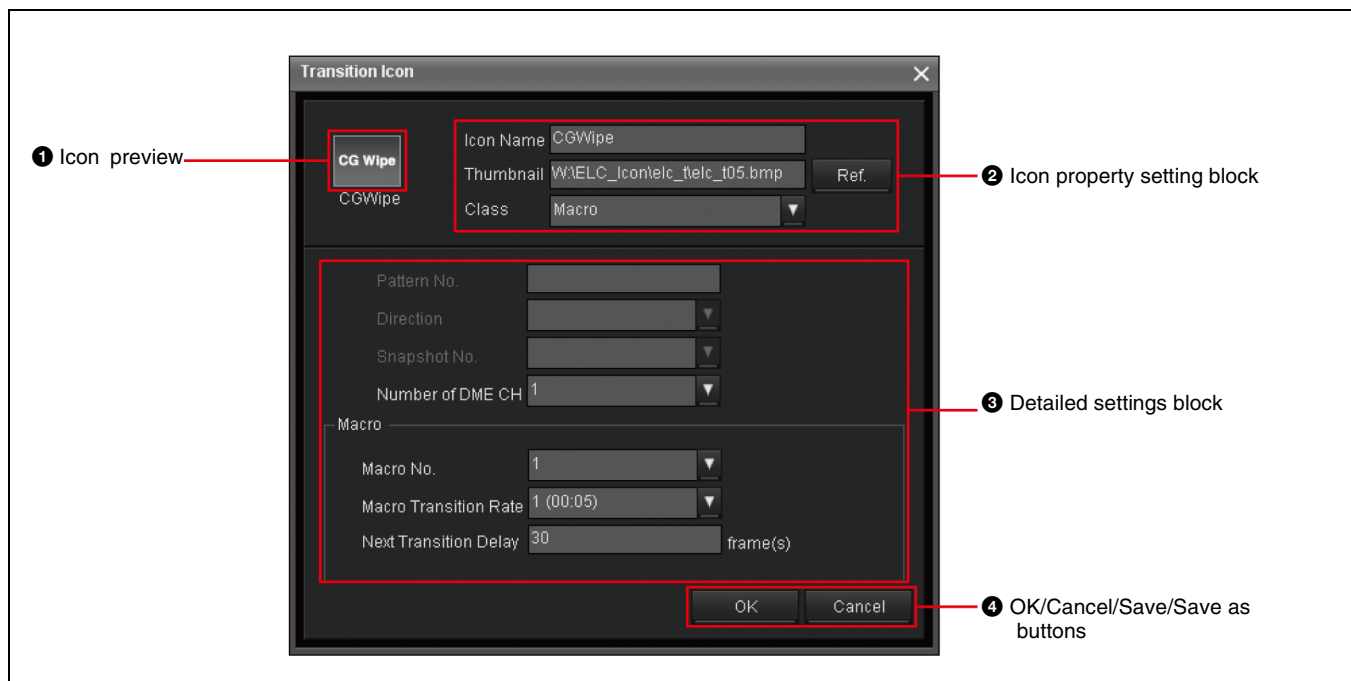 Transition Icon
❶ Icon preview
CG Wipe
CGWipe
Icon Name CGWipe
Thumbnail W:\ELC_Icon\elc_t\elc_t05.bmp Ref.
Class Macro
❷ Icon property setting block
Pattern No.
Direction
Snapshot No.
Number of DME CH 1
❸ Detailed settings block
Macro
Macro No. 1
Macro Transition Rate 1 (00:05)
Next Transition Delay 30 frame(s)
OK Cancel
❹ OK/Cancel/Save/Save as
buttons